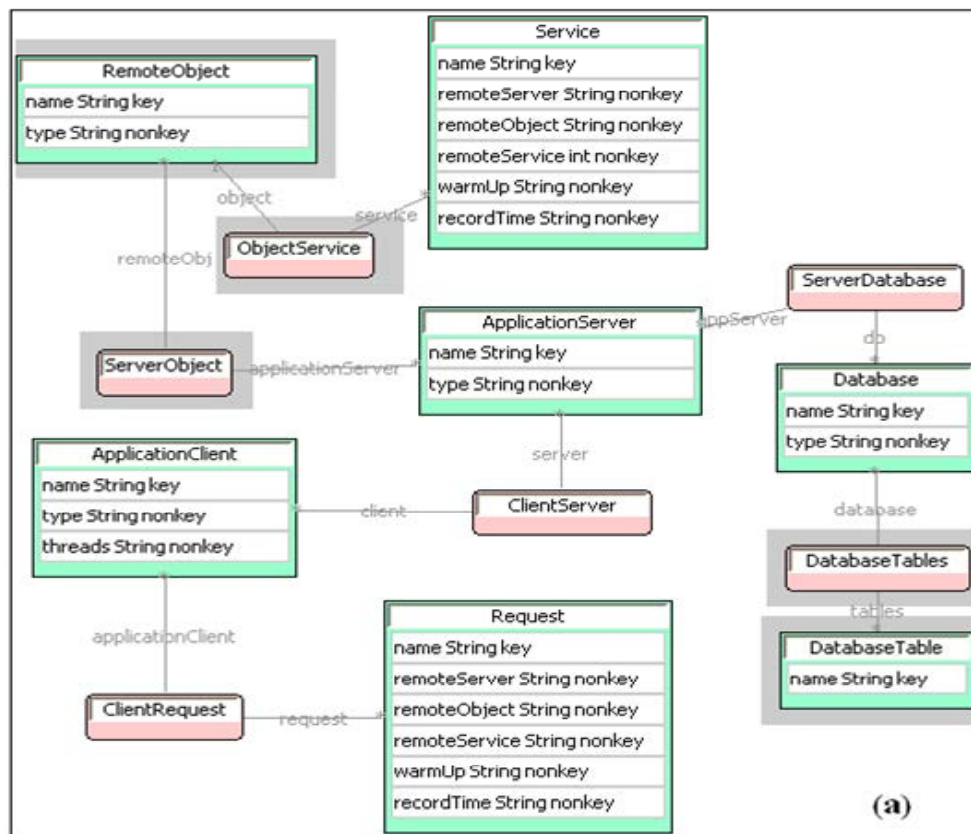 Service
name String key
remoteServer String nonkey
remoteObject String nonkey
remoteService int nonkey
warmUp String nonkey
recordTime String nonkey
RemoteObject
name String key
type String nonkey
object
service
ObjectService
remoteObj
ServerDatabase
appServer
ApplicationServer
name String key
type String nonkey
db
ServerObject
applicationServer
Database
name String key
type String nonkey
ApplicationClient
name String key
type String nonkey
threads String nonkey
server
client
ClientServer
database
DatabaseTables
tables
applicationClient
Request
name String key
remoteServer String nonkey
remoteObject String nonkey
remoteService String nonkey
warmUp String nonkey
recordTime String nonkey
DatabaseTable
name String key
ClientRequest
request
(a)